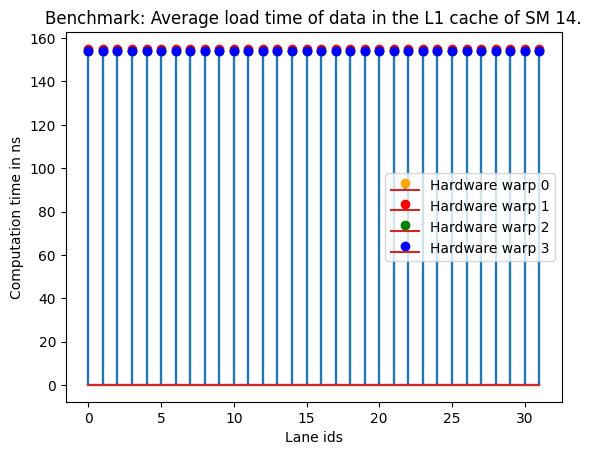 Benchmark: Average load time of data in the L1 cache of SM 14.
160
140
120
100
80
60
40
20
0
Computation time in ns
Hardware warp 0
Hardware warp 1
Hardware warp 2
Hardware warp 3
0 5 10 15 20 25 30
Lane ids